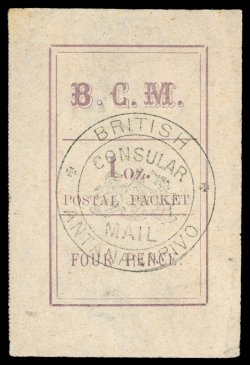 B. C. M.
BRITISH
CONSULAR
1 oz.
POSTAL PACKET
MAIL
ANTANANARIVO
FOUR PENCE.